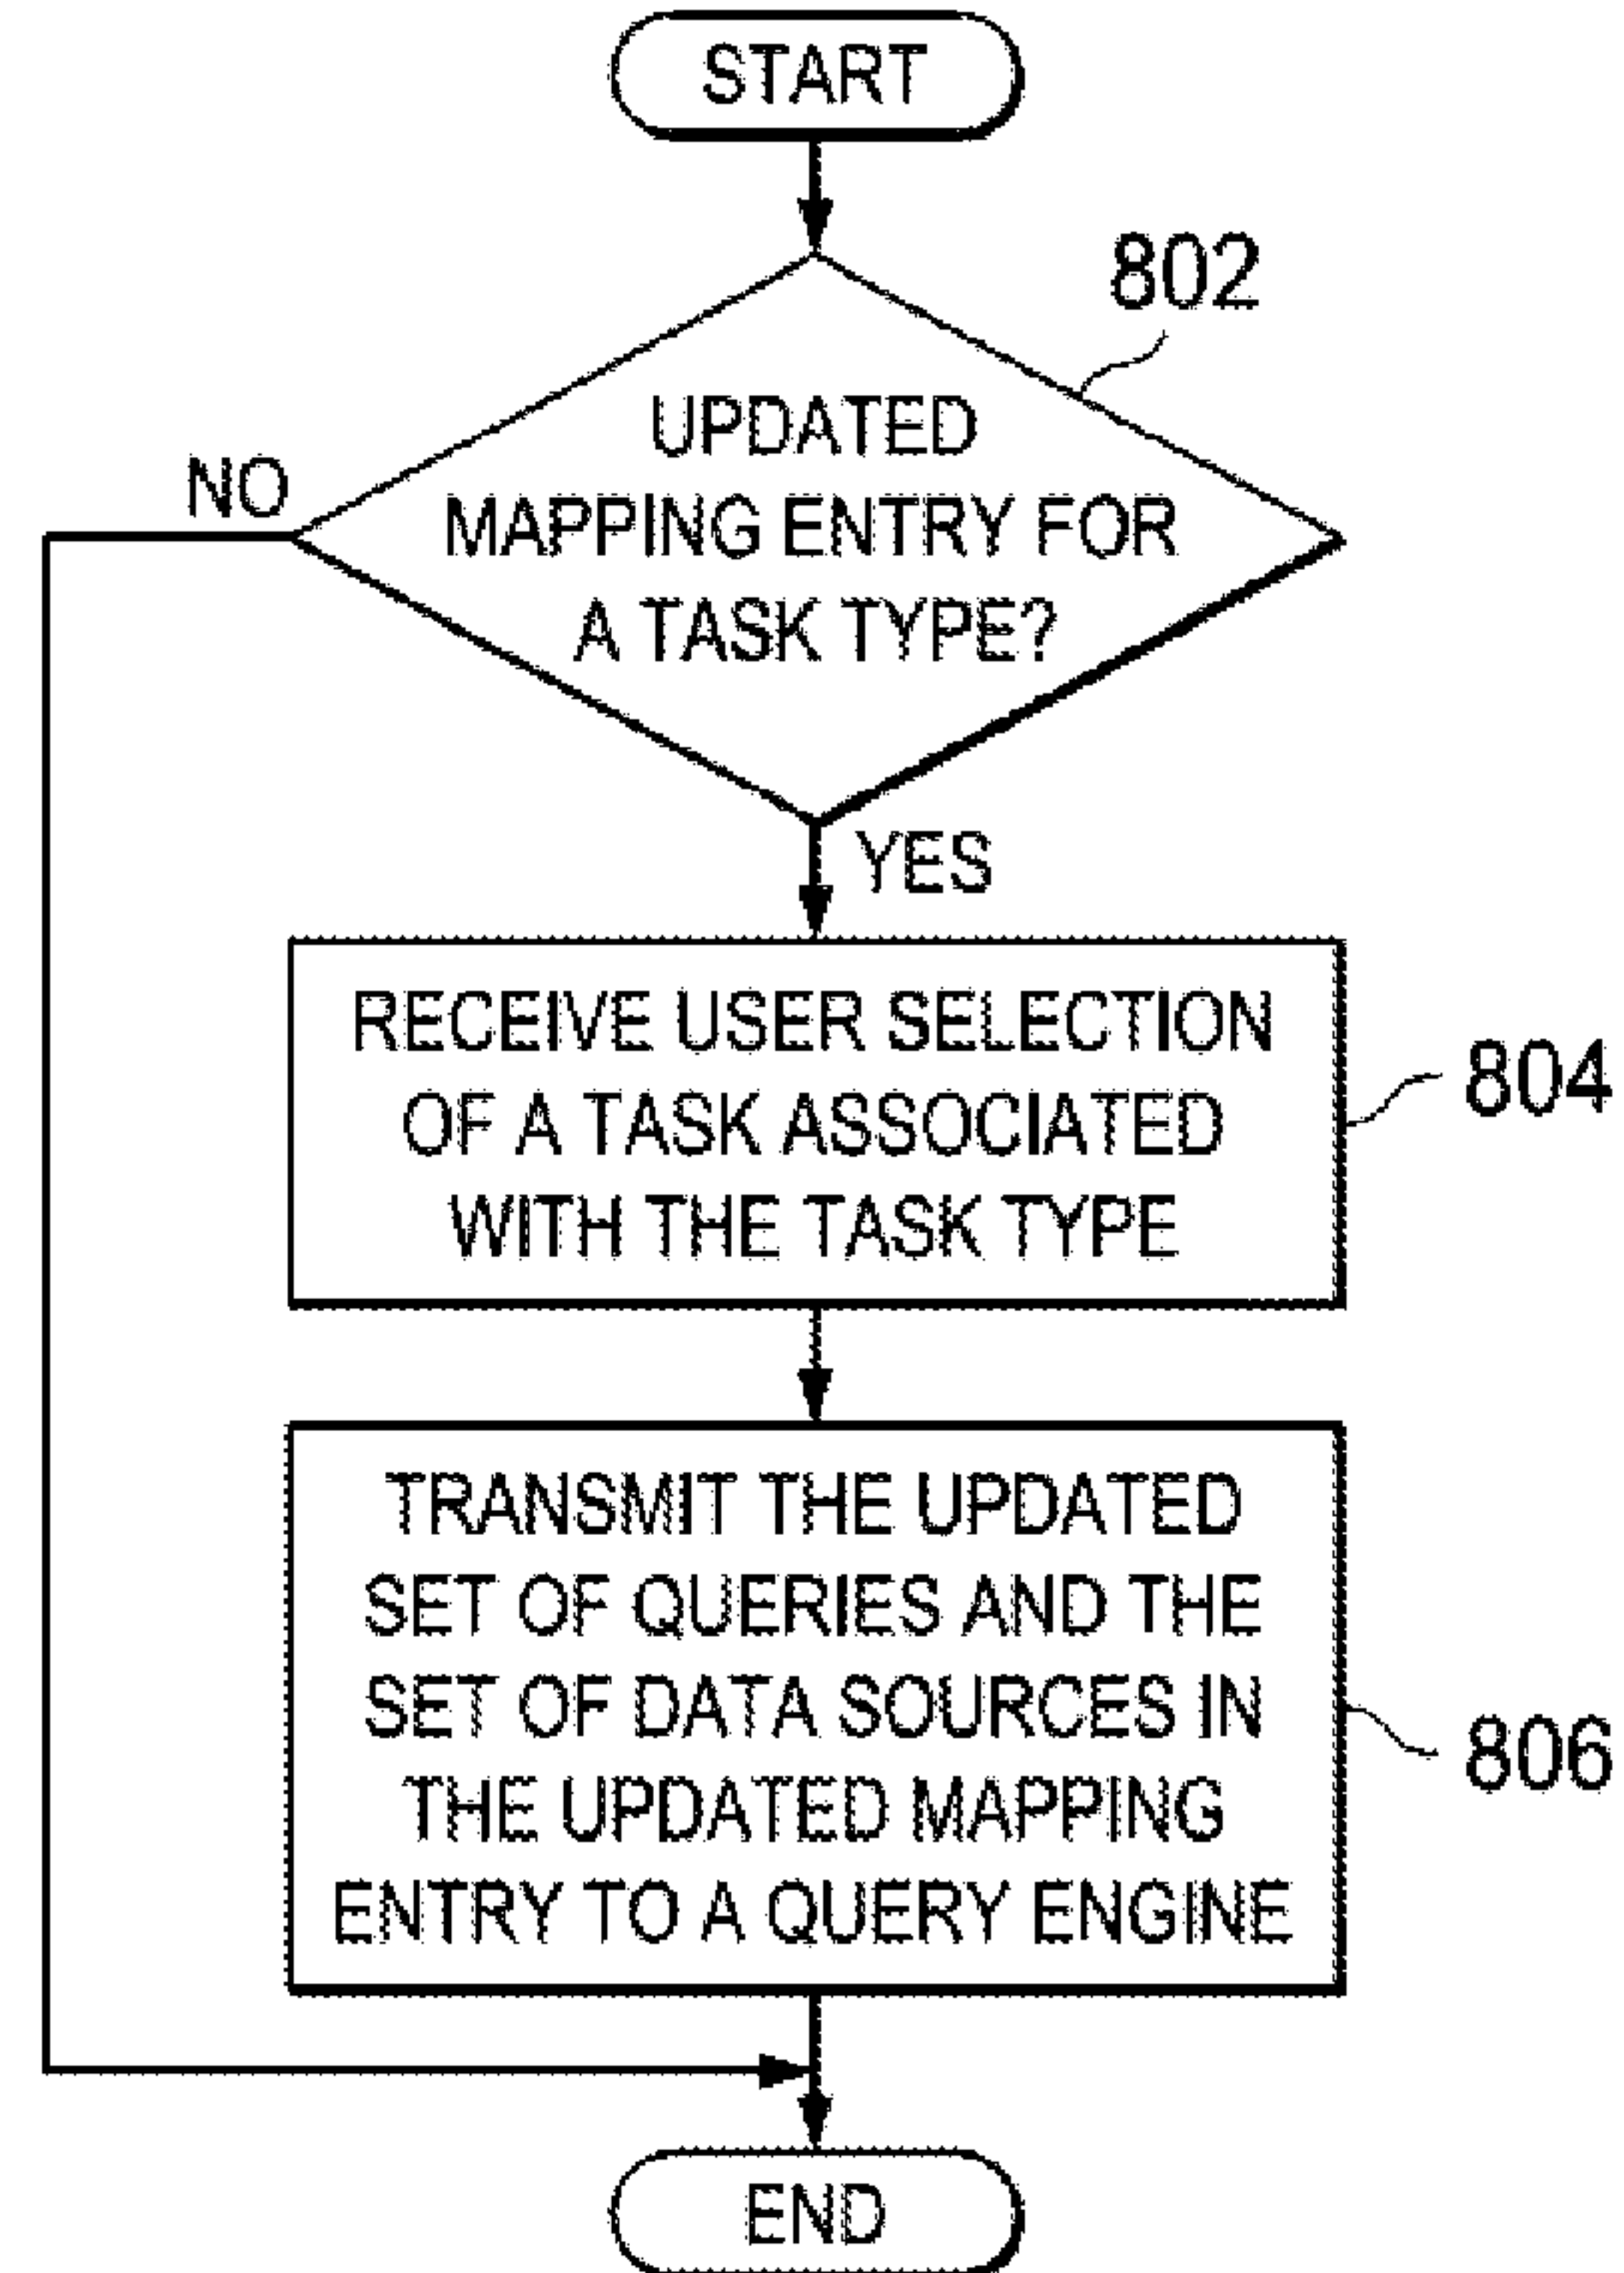 START
802
UPDATED
MAPPING ENTRY FOR
A TASK TYPE?
NO
YES
RECEIVE USER SELECTION
OF A TASK ASSOCIATED
WITH THE TASK TYPE
804
TRANSMIT THE UPDATED
SET OF QUERIES AND THE
SET OF DATA SOURCES IN
THE UPDATED MAPPING
ENTRY TO A QUERY ENGINE
806
END